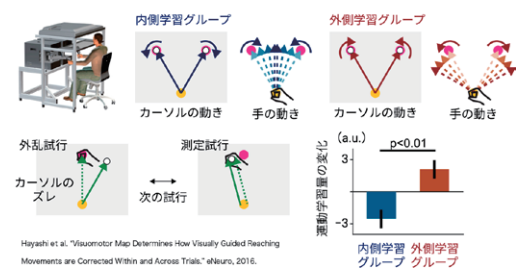 内側学習グループ
外側学習グループ
カーソルの動き
手の動き
カーソルの動き
手の動き
外乱試行
測定試行
カーソルの
ズレ
次の試行
(a.u.)
p<0.01
3
-3
運動学習量の変化
内側学習
グループ
外側学習
グループ
Hayashi et al. "Visuomotor Map Determines How Visually Guided Reaching
Movements are Corrected Within and Across Trials." eNeuro, 2016.